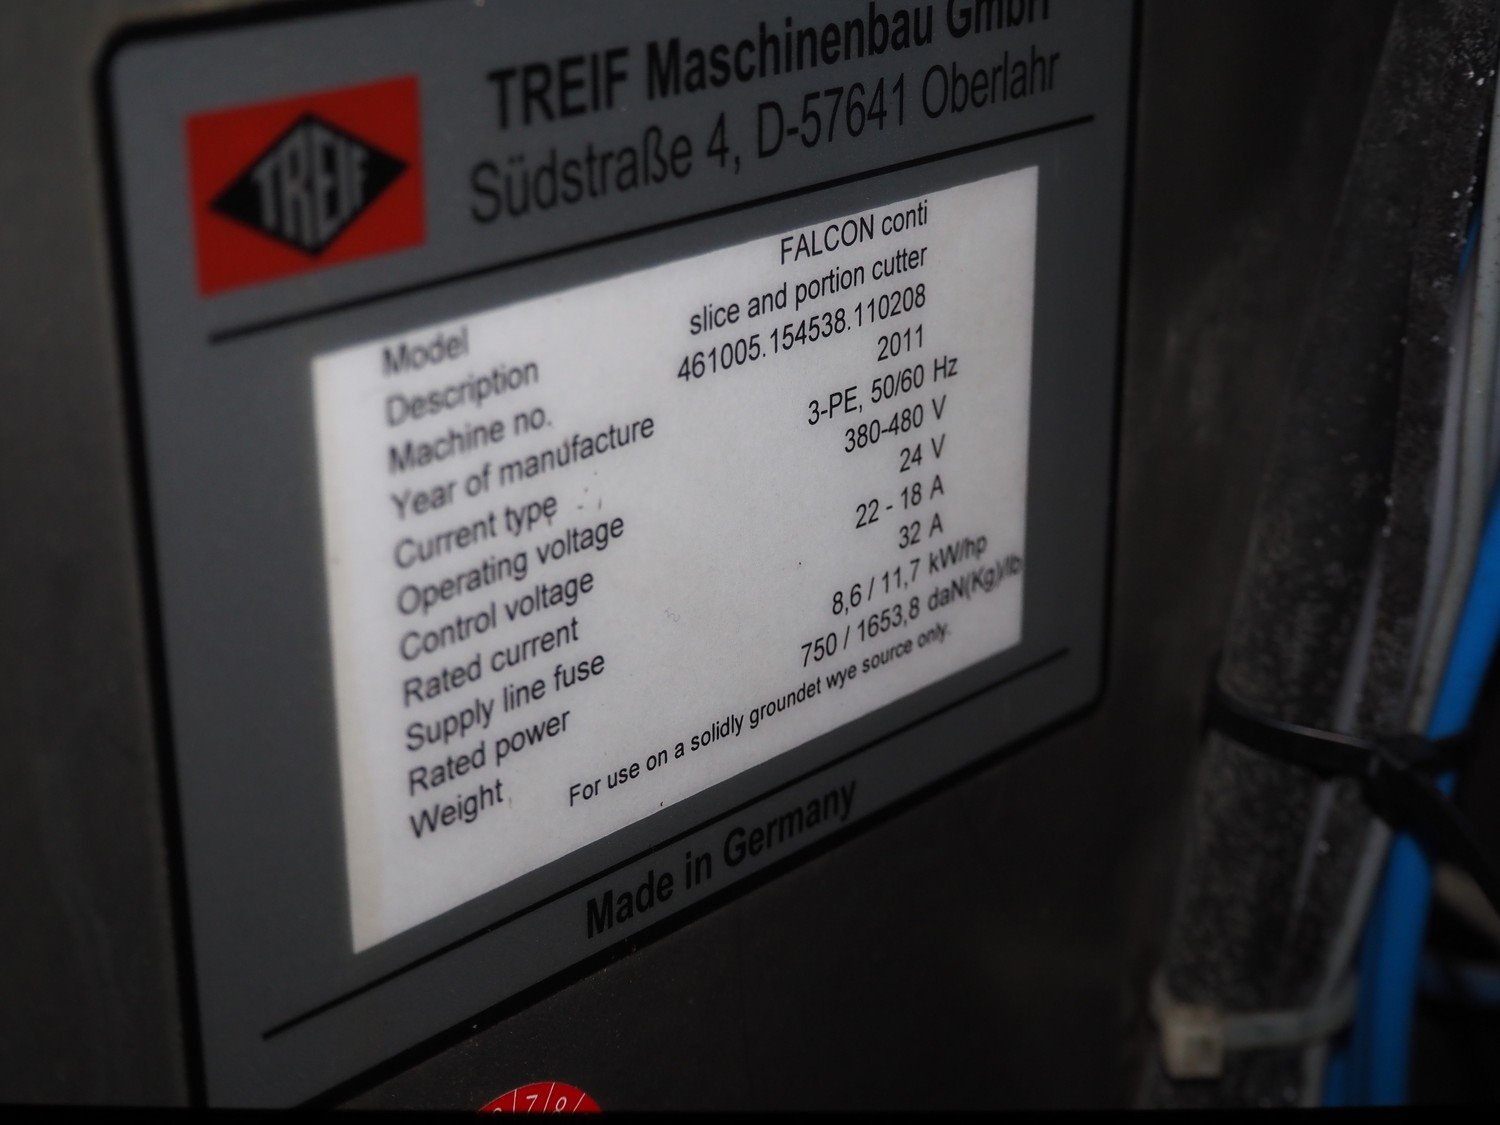 TREIF
TREIF Maschinenbau GmbH
Südstraße 4, D-57641 Oberlahr
Model FALCON conti
Description slice and portion cutter
Machine no. 461005.154538.110208
Year of manufacture 2011
Current type 3-PE, 50/60 Hz
Operating voltage 380-480 V
Control voltage 24 V
Rated current 22 - 18 A
Supply line fuse 32 A
Rated power 8,6 / 11,7 kW/hp
Weight 750 / 1653,8 daN(Kg)/lb
For use on a solidly groundet wye source only.
Made in Germany
7